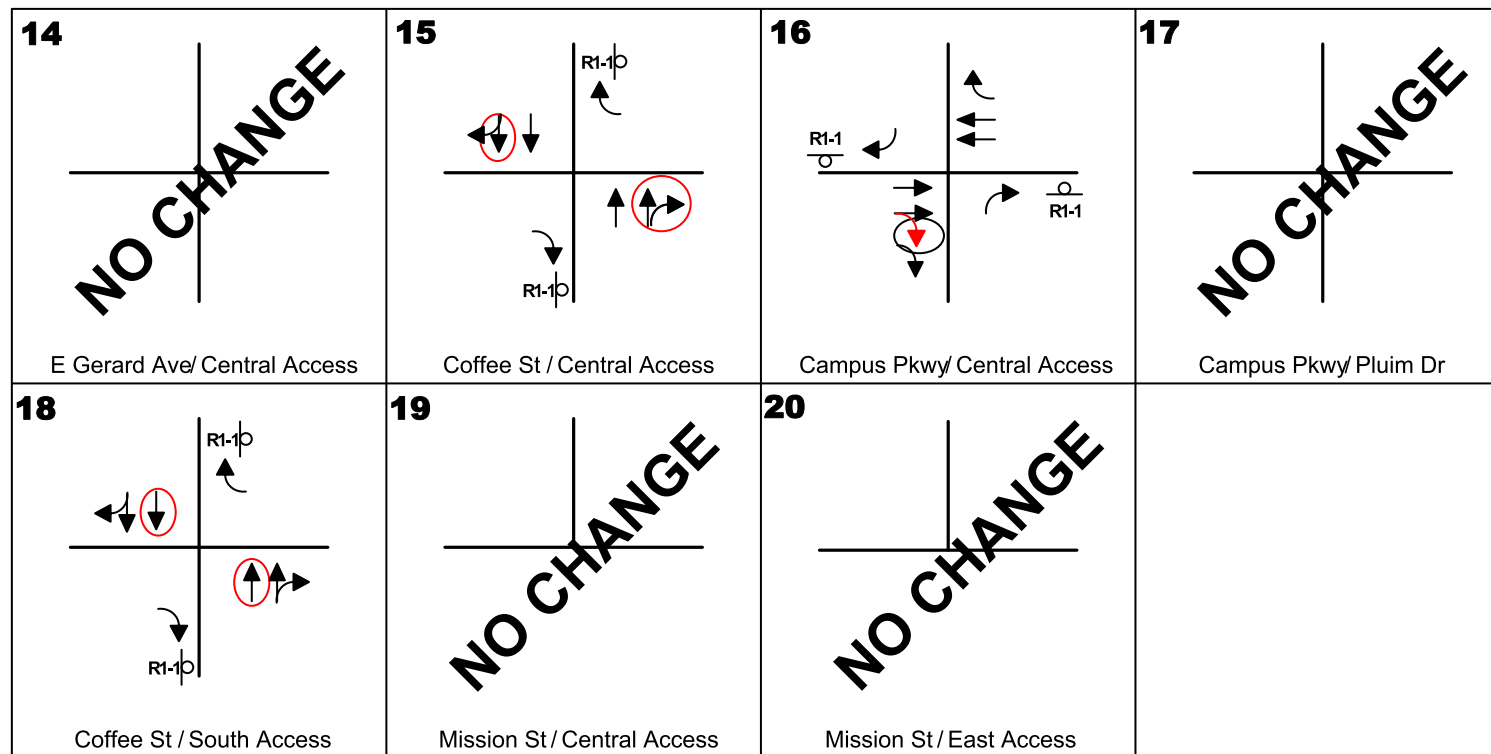 14
NO CHANGE
E Gerard Ave/ Central Access
15
R1-1
R1-1
Coffee St / Central Access
16
R1-1
R1-1
Campus Pkwy/ Central Access
17
NO CHANGE
Campus Pkwy/ Pluim Dr
18
R1-1
R1-1
Coffee St / South Access
19
NO CHANGE
Mission St / Central Access
20
NO CHANGE
Mission St / East Access